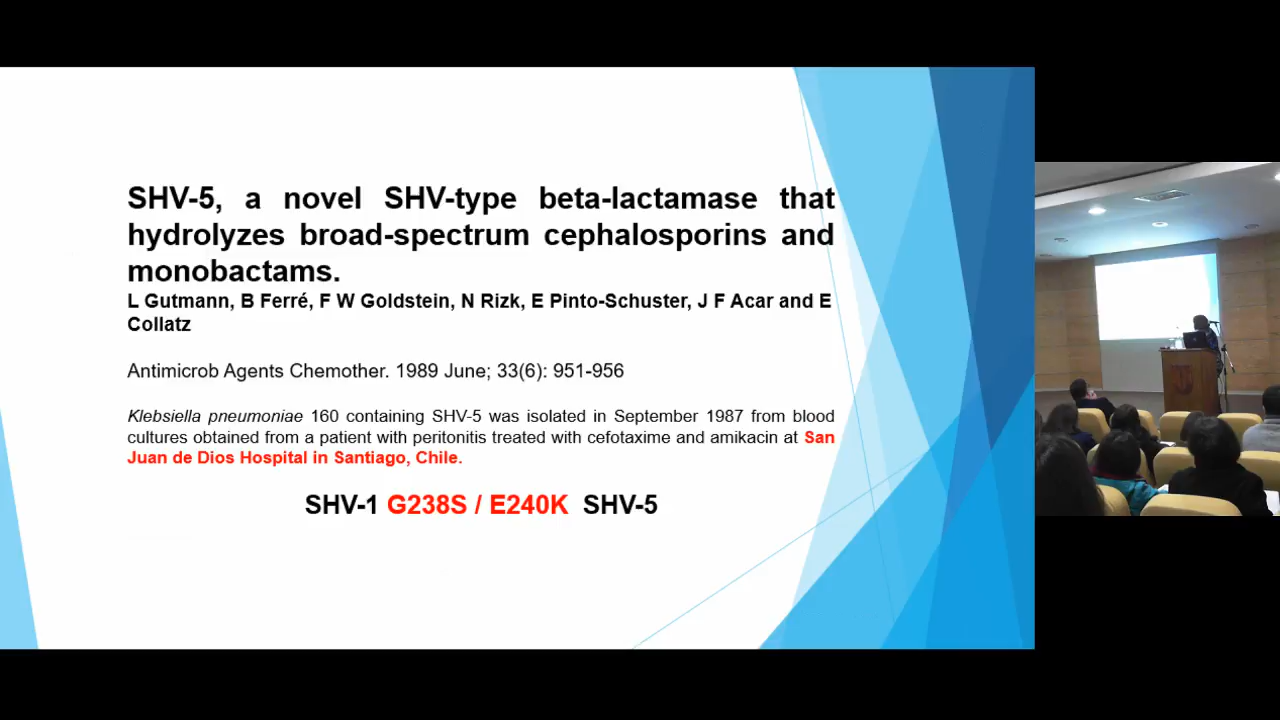 SHV-5, a novel SHV-type beta-lactamase that
hydrolyzes broad-spectrum cephalosporins and
monobactams.
L Gutmann, B Ferré, F W Goldstein, N Rizk, E Pinto-Schuster, J F Acar and E
Collatz
Antimicrob Agents Chemother. 1989 June; 33(6): 951-956
Klebsiella pneumoniae 160 containing SHV-5 was isolated in September 1987 from blood
cultures obtained from a patient with peritonitis treated with cefotaxime and amikacin at San
Juan de Dios Hospital in Santiago, Chile.
SHV-1 G238S / E240K SHV-5